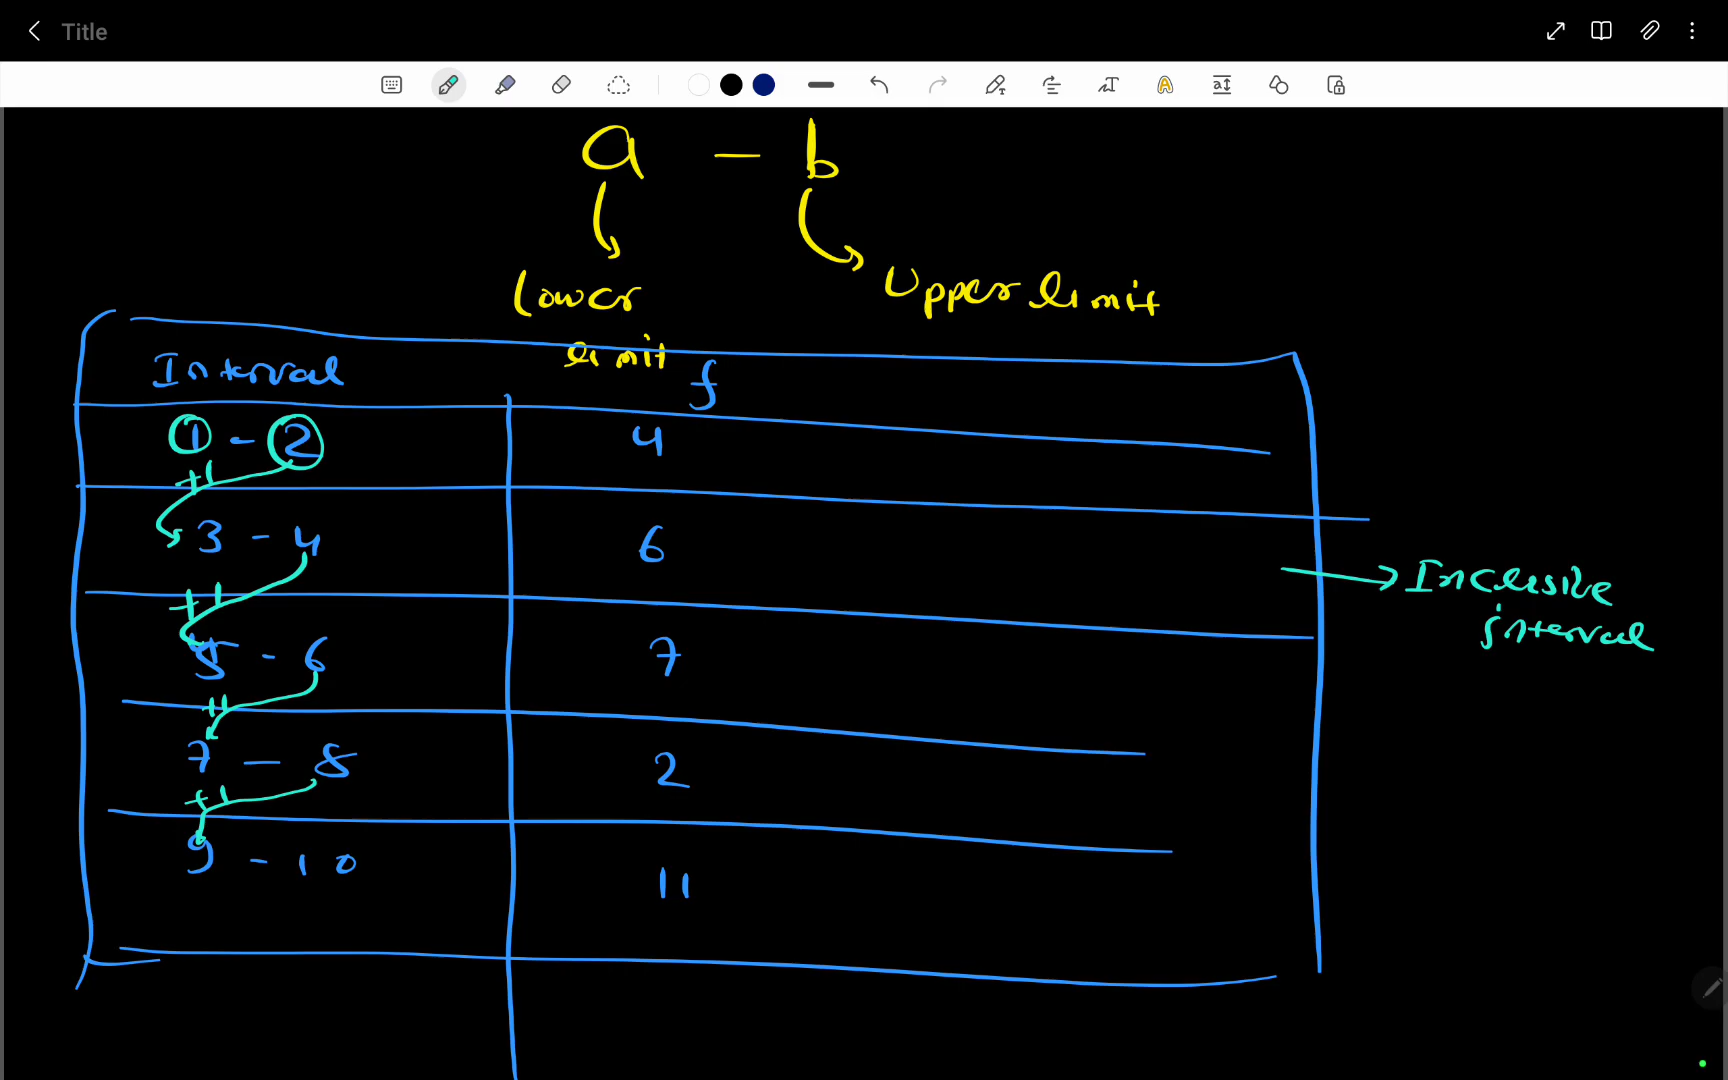 Title
a - b
Lower limit
Upper limit
Interval f
1 - 2 4
+1
3 - 4 6
+1
5 - 6 7
+1
7 - 8 2
+1
9 - 10 11
Inclusive
interval